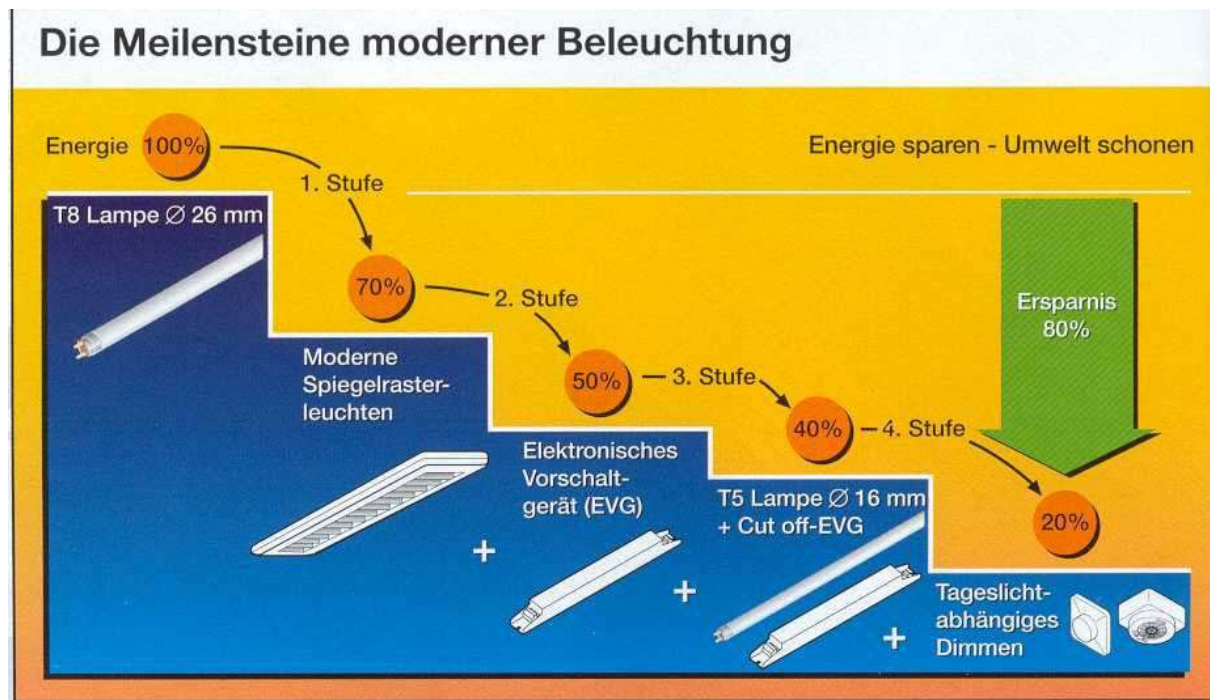 Die Meilensteine moderner Beleuchtung
Energie 100%
Energie sparen - Umwelt schonen
1. Stufe
T8 Lampe Ø 26 mm
70%
2. Stufe
Ersparnis
80%
Moderne
Spiegelraster-
leuchten
50%
3. Stufe
40%
4. Stufe
Elektronisches
Vorschalt-
gerät (EVG)
T5 Lampe Ø 16 mm
+ Cut off-EVG
20%
+
+
+
Tageslicht-
abhängiges
Dimmen